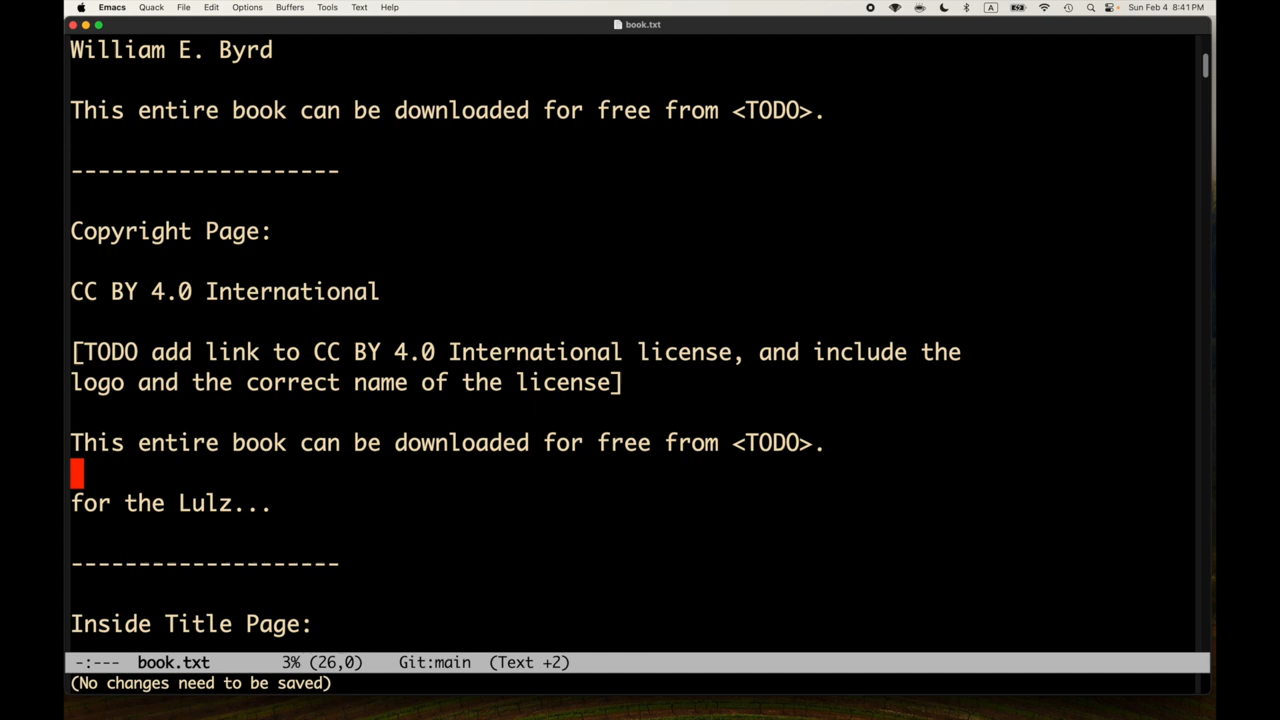 Emacs Quack File Edit Options Buffers Tools Text Help A Sun Feb 4 8:41 PM
book.txt
William E. Byrd
This entire book can be downloaded for free from <TODO>.
--------------------
Copyright Page:
CC BY 4.0 International
[TODO add link to CC BY 4.0 International license, and include the
logo and the correct name of the license]
This entire book can be downloaded for free from <TODO>.
for the Lulz...
--------------------
Inside Title Page:
-:--- book.txt 3% (26,0) Git:main (Text +2)
(No changes need to be saved)